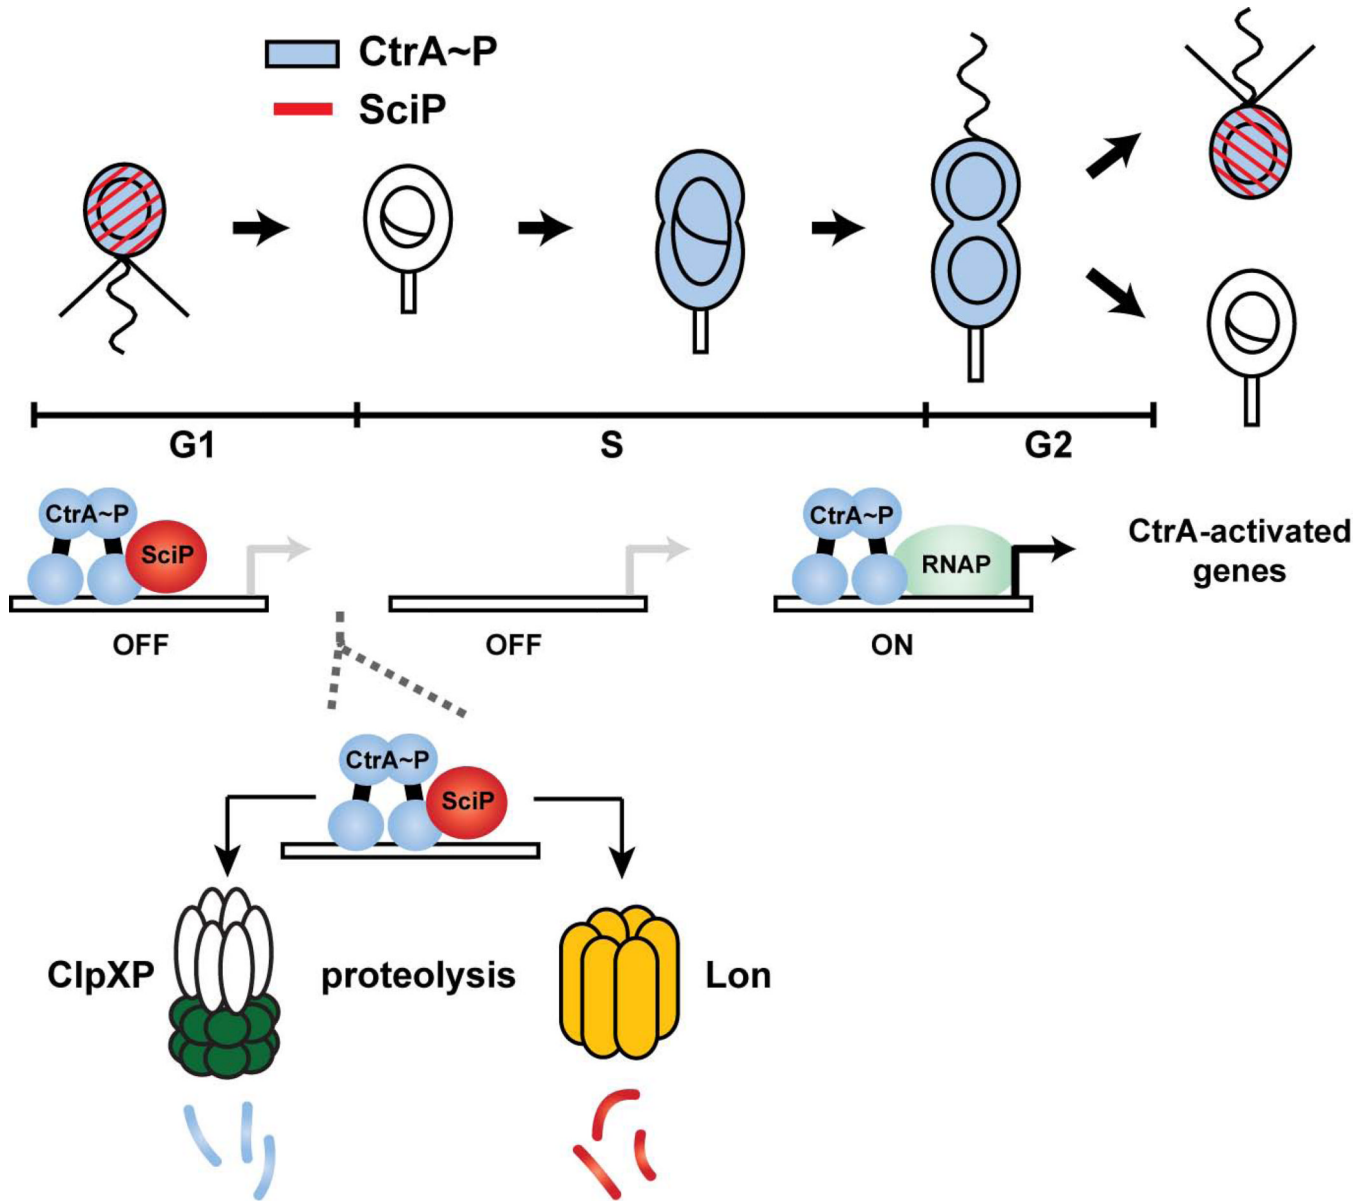 CtrA~P
SciP
G1
S
G2
CtrA~P
SciP
OFF
OFF
CtrA~P
RNAP
ON
CtrA-activated
genes
CtrA~P
SciP
ClpXP
proteolysis
Lon